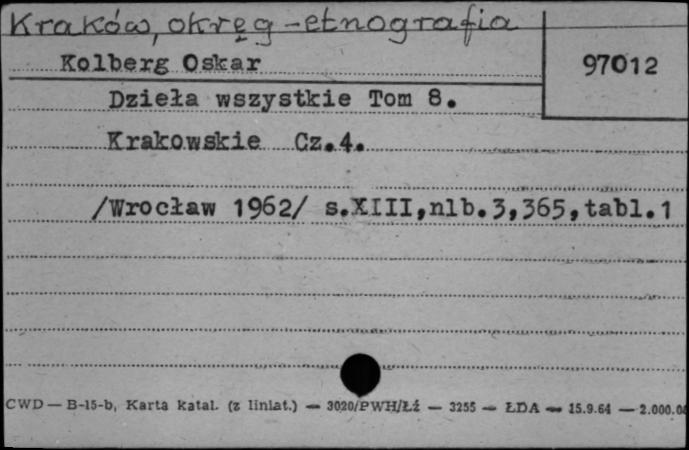 Kraków, okręg - etnografia
Kolberg Oskar
97012
Dzieła wszystkie Tom 8.
Krakowskie Cz.4.
/Wrocław 1962/ s.XIII,nlb.3,365,tabl.1
CWD — B-15-b, Karta katal. (z liniat.) — 3020/PWH/Łź — 3255 — ŁDA — 15.9.64 — 2.000.0